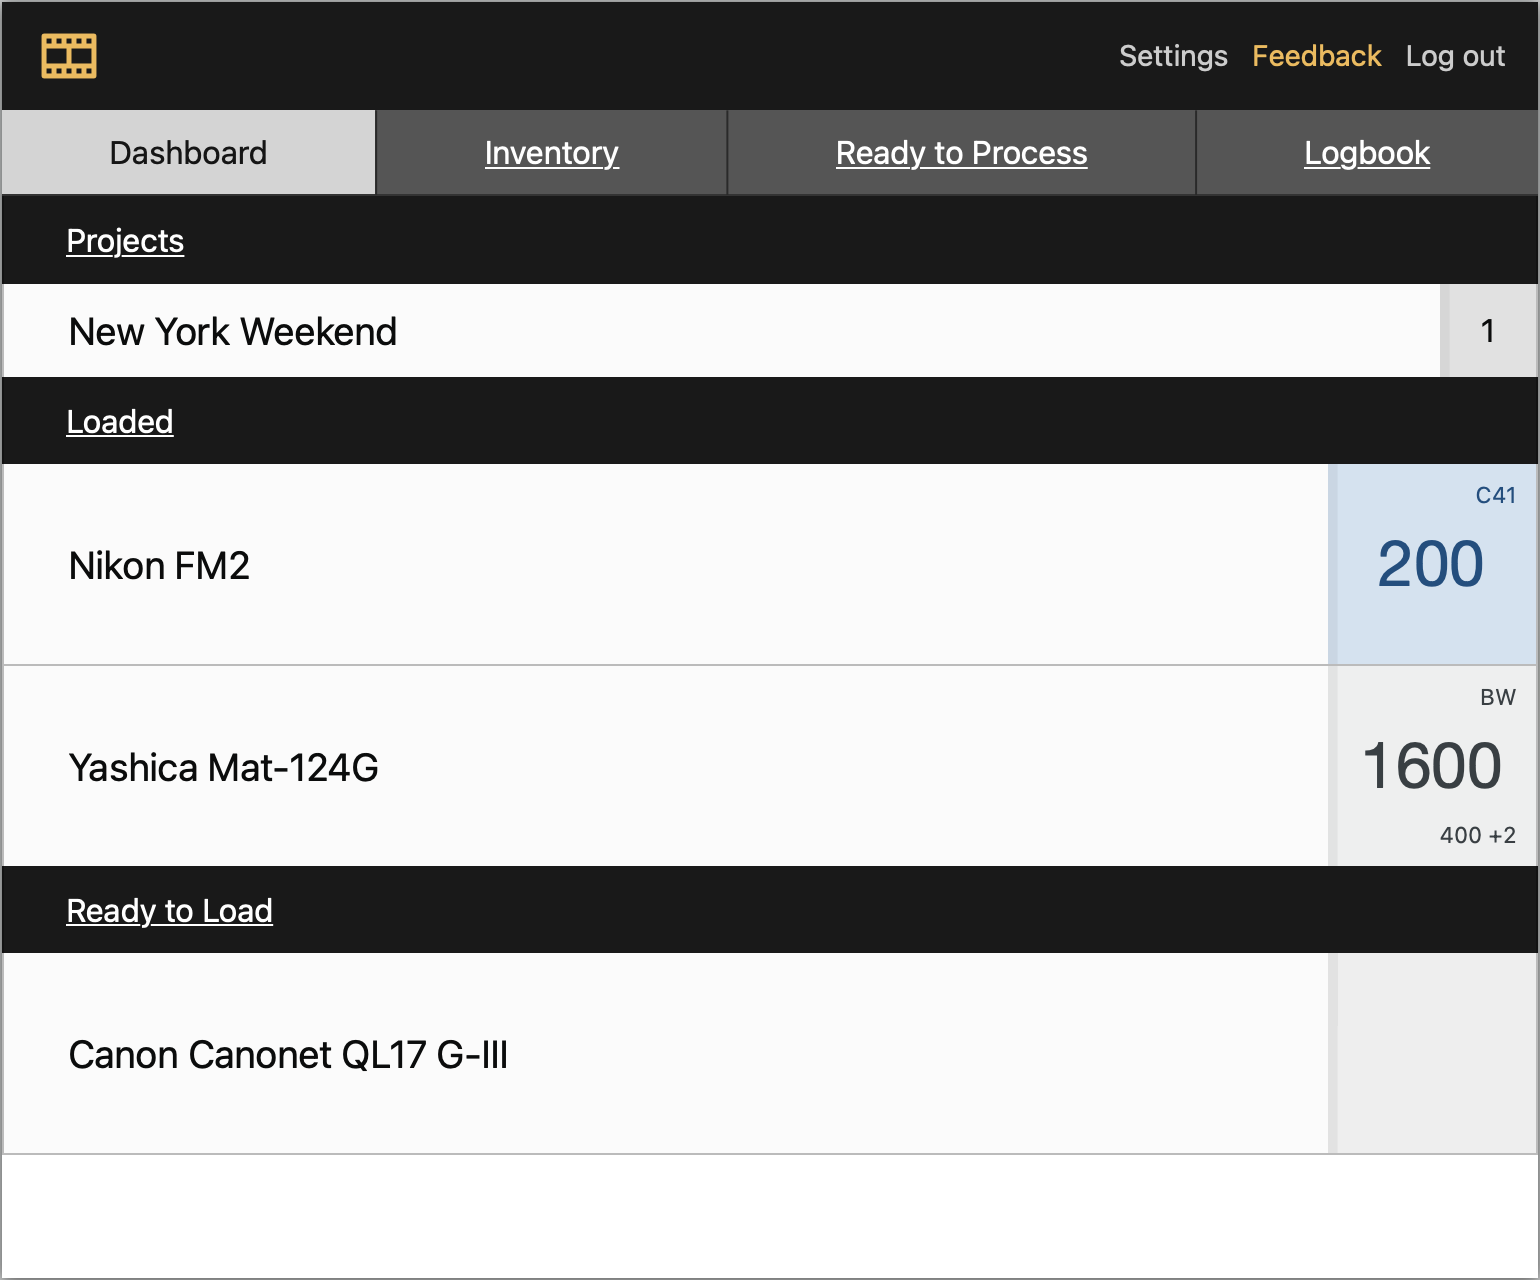 Settings Feedback Log out
Dashboard Inventory Ready to Process Logbook
Projects
New York Weekend 1
Loaded
C41
Nikon FM2 200
BW
Yashica Mat-124G 1600
400 +2
Ready to Load
Canon Canonet QL17 G-III